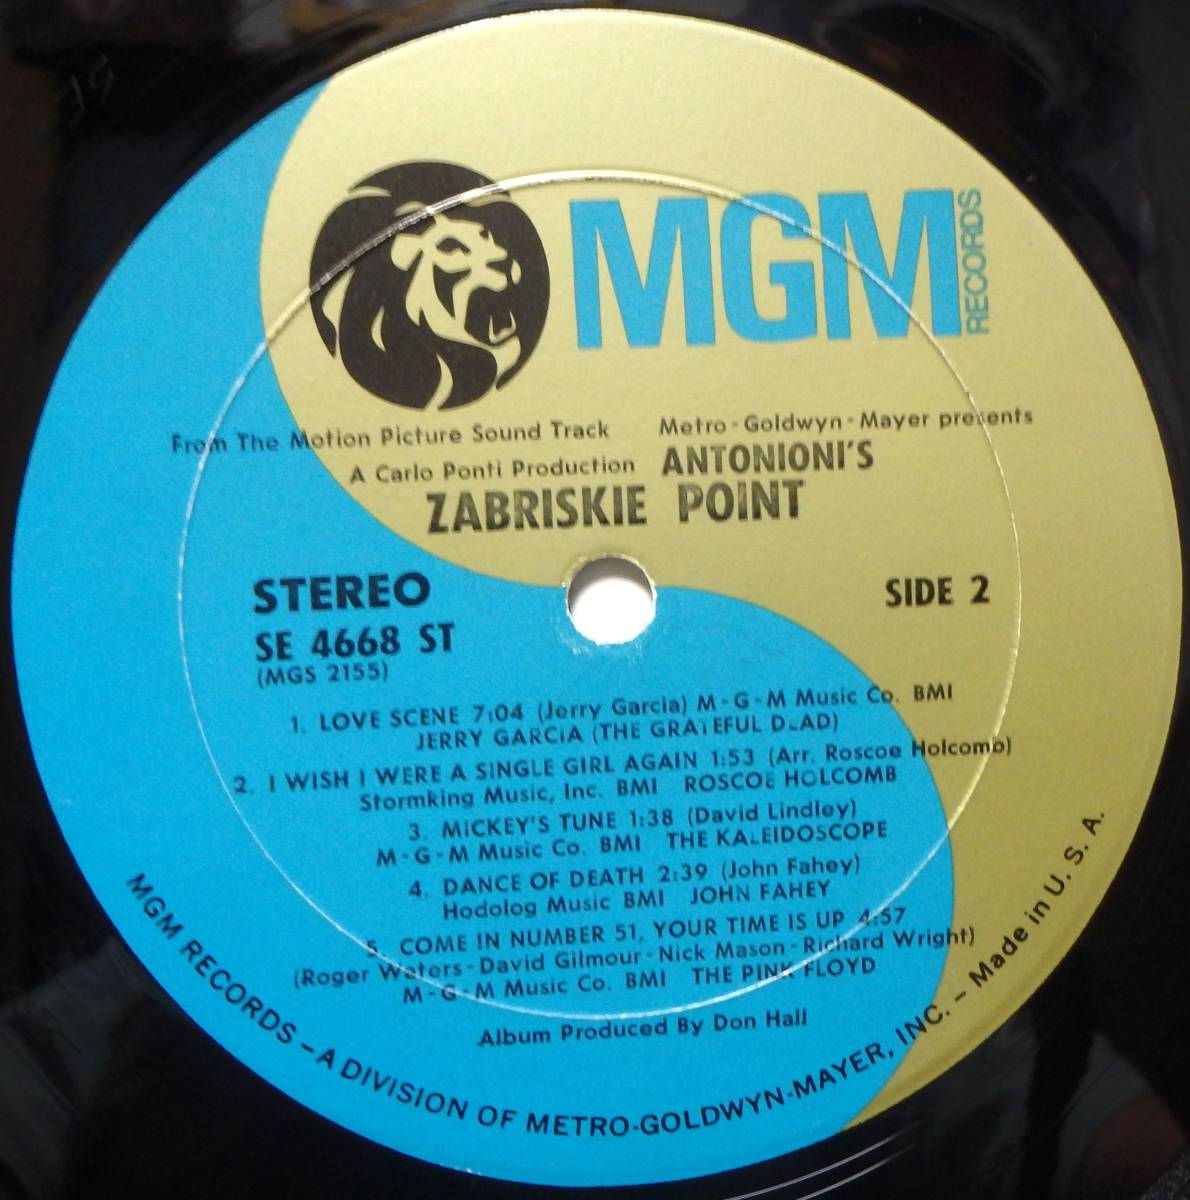 MGM RECORDS
From The Motion Picture Sound Track Metro-Goldwyn-Mayer presents
A Carlo Ponti Production ANTONIONI'S
ZABRISKIE POINT
STEREO
SIDE 2
SE 4668 ST
(MGS 2155)
1. LOVE SCENE 7:04 (Jerry Garcia) M-G-M Music Co. BMI
JERRY GARCIA (THE GRATEFUL DEAD)
2. I WISH I WERE A SINGLE GIRL AGAIN 1:53 (Arr. Roscoe Holcomb)
Stormking Music, Inc. BMI ROSCOE HOLCOMB
3. MICKEY'S TUNE 1:38 (David Lindley)
M-G-M Music Co. BMI THE KALEIDOSCOPE
4. DANCE OF DEATH 2:39 (John Fahey)
Hodolog Music BMI JOHN FAHEY
5. COME IN NUMBER 51, YOUR TIME IS UP 4:57
(Roger Waters-David Gilmour-Nick Mason-Richard Wright)
M-G-M Music Co. BMI THE PINK FLOYD
Album Produced By Don Hall
MGM RECORDS – A DIVISION OF METRO-GOLDWYN-MAYER, INC. – Made in U. S. A.